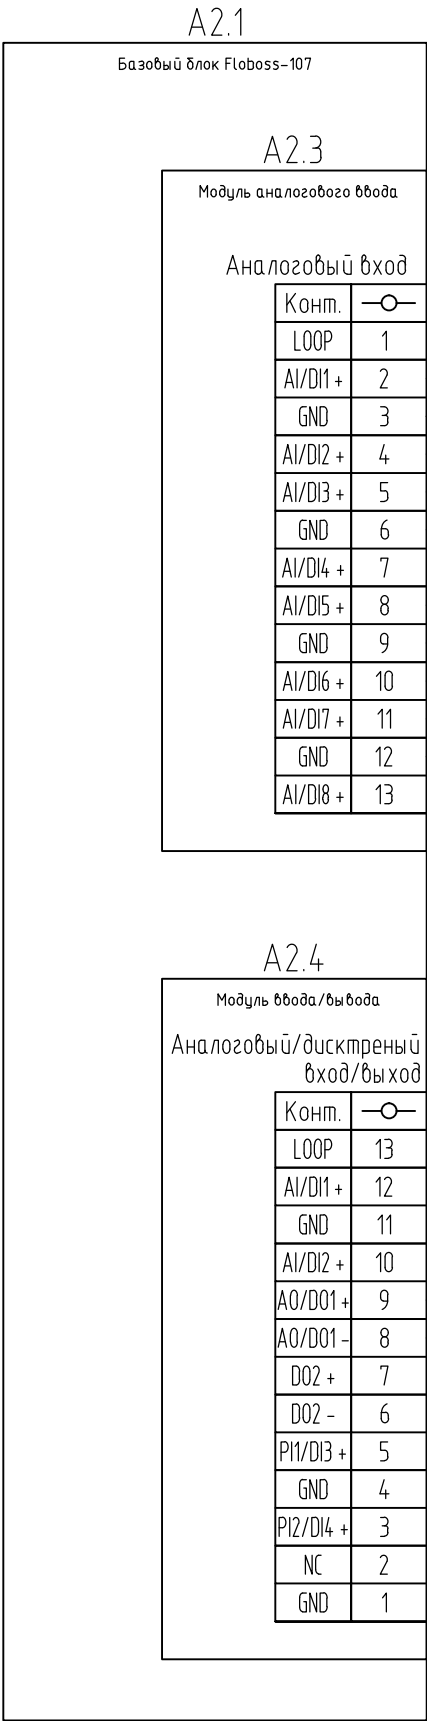 А2.1
Базовый блок Floboss-107
А2.3
Модуль аналогового ввода
Аналоговый вход
Конт.
LOOP 1
AI/DI1 + 2
GND 3
AI/DI2 + 4
AI/DI3 + 5
GND 6
AI/DI4 + 7
AI/DI5 + 8
GND 9
AI/DI6 + 10
AI/DI7 + 11
GND 12
AI/DI8 + 13
А2.4
Модуль ввода/вывода
Аналоговый/дисктреный
вход/выход
Конт.
LOOP 13
AI/DI1 + 12
GND 11
AI/DI2 + 10
AO/DO1 + 9
AO/DO1 - 8
DO2 + 7
DO2 - 6
PI1/DI3 + 5
GND 4
PI2/DI4 + 3
NC 2
GND 1